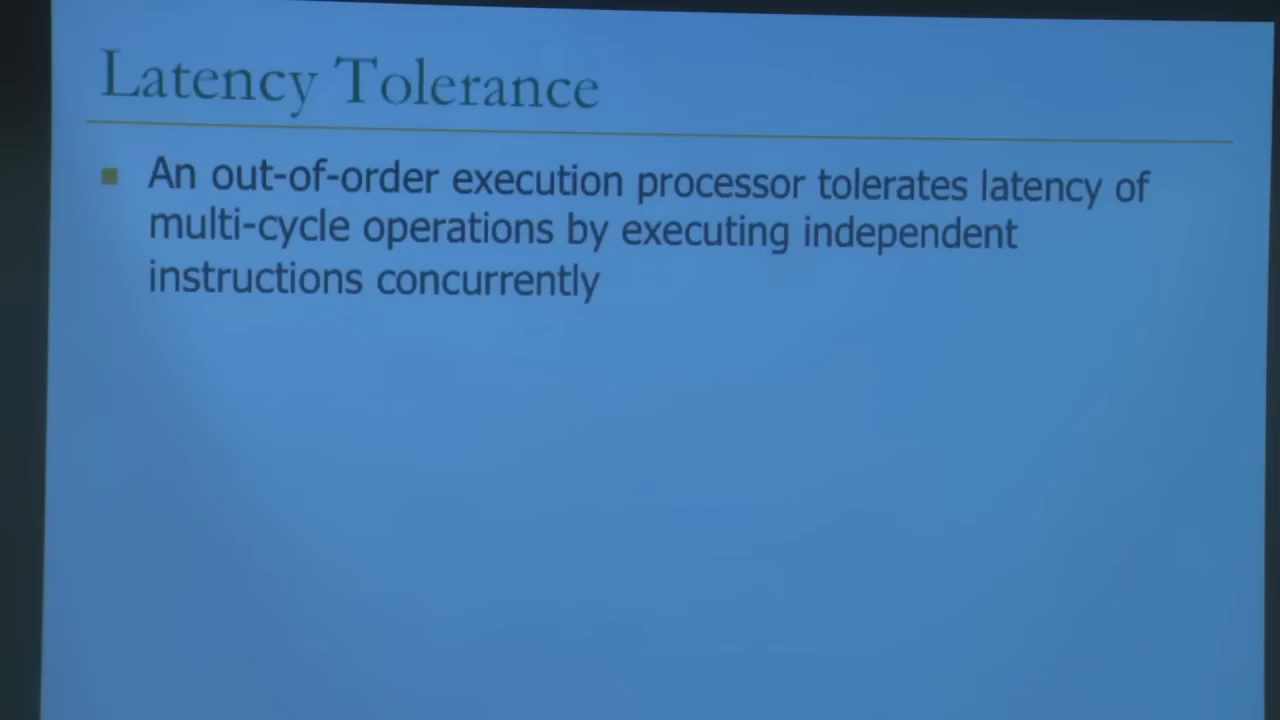 Latency Tolerance
An out-of-order execution processor tolerates latency of
multi-cycle operations by executing independent
instructions concurrently